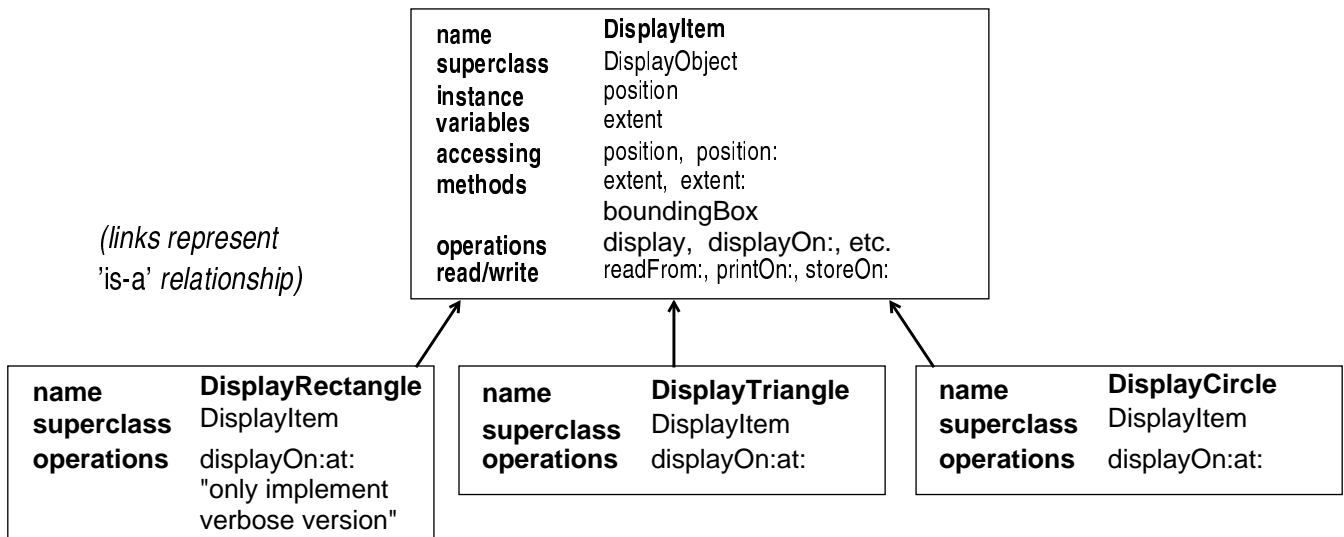 name DisplayItem
superclass DisplayObject
instance position
variables extent
accessing position, position:
methods extent, extent:
boundingBox
operations display, displayOn:, etc.
read/write readFrom:, printOn:, storeOn:
(links represent
'is-a' relationship)
name DisplayRectangle
superclass DisplayItem
operations displayOn:at:
"only implement
verbose version"
name DisplayTriangle
superclass DisplayItem
operations displayOn:at:
name DisplayCircle
superclass DisplayItem
operations displayOn:at: